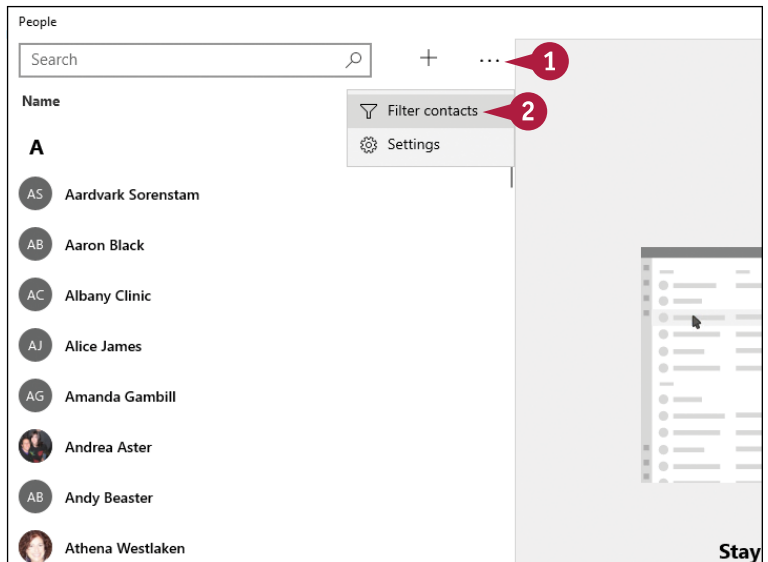 People
Search
... 1
Name
Filter contacts 2
A
Settings
AS Aardvark Sorenstam
AB Aaron Black
AC Albany Clinic
AJ Alice James
AG Amanda Gambill
Andrea Aster
AB Andy Beaster
Athena Westlaken
Stay